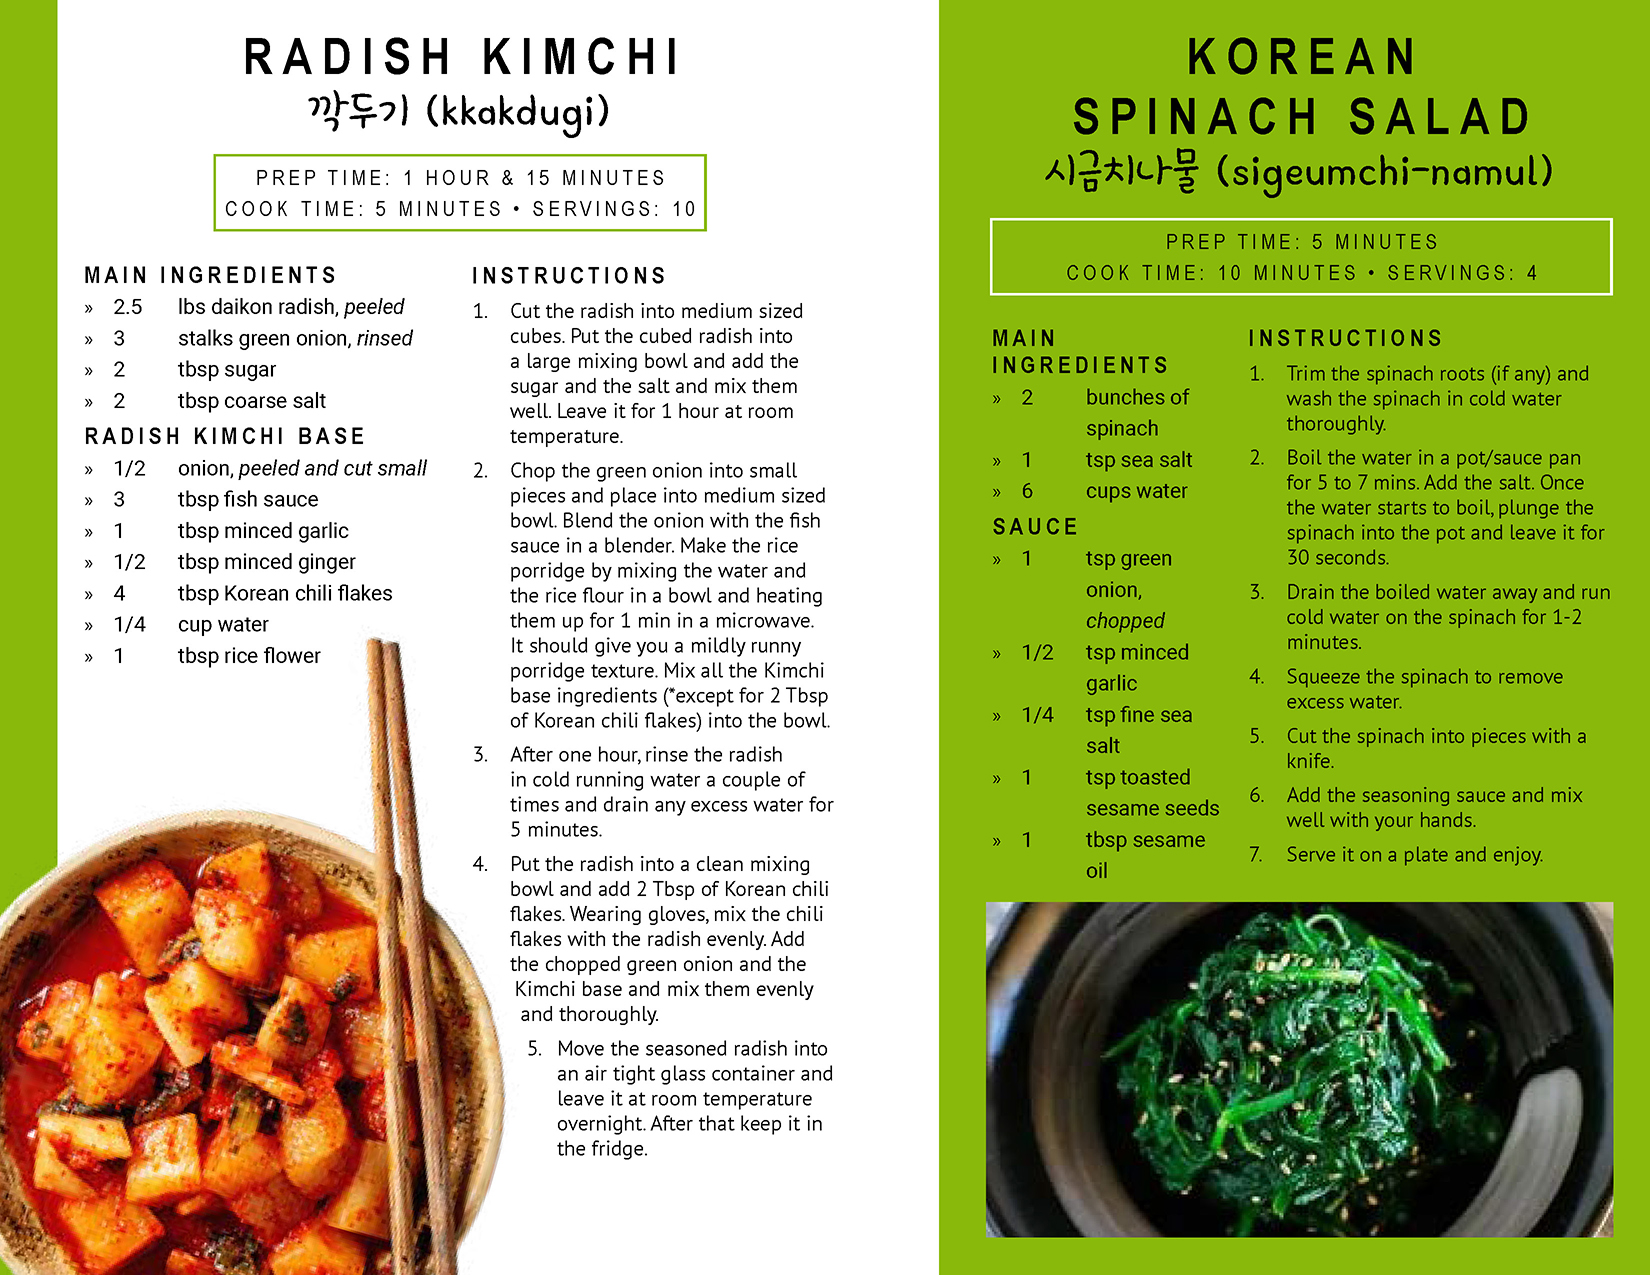 RADISH KIMCHI
깍두기 (kkakdugi)
PREP TIME: 1 HOUR & 15 MINUTES
COOK TIME: 5 MINUTES • SERVINGS: 10
MAIN INGREDIENTS
» 2.5 lbs daikon radish, peeled
» 3 stalks green onion, rinsed
» 2 tbsp sugar
» 2 tbsp coarse salt
RADISH KIMCHI BASE
» 1/2 onion, peeled and cut small
» 3 tbsp fish sauce
» 1 tbsp minced garlic
» 1/2 tbsp minced ginger
» 4 tbsp Korean chili flakes
» 1/4 cup water
» 1 tbsp rice flower
INSTRUCTIONS
1. Cut the radish into medium sized
cubes. Put the cubed radish into
a large mixing bowl and add the
sugar and the salt and mix them
well. Leave it for 1 hour at room
temperature.
2. Chop the green onion into small
pieces and place into medium sized
bowl. Blend the onion with the fish
sauce in a blender. Make the rice
porridge by mixing the water and
the rice flour in a bowl and heating
them up for 1 min in a microwave.
It should give you a mildly runny
porridge texture. Mix all the Kimchi
base ingredients (*except for 2 Tbsp
of Korean chili flakes) into the bowl.
3. After one hour, rinse the radish
in cold running water a couple of
times and drain any excess water for
5 minutes.
4. Put the radish into a clean mixing
bowl and add 2 Tbsp of Korean chili
flakes. Wearing gloves, mix the chili
flakes with the radish evenly. Add
the chopped green onion and the
Kimchi base and mix them evenly
and thoroughly.
5. Move the seasoned radish into
an air tight glass container and
leave it at room temperature
overnight. After that keep it in
the fridge.
KOREAN
SPINACH SALAD
시금치나물 (sigeumchi-namul)
PREP TIME: 5 MINUTES
COOK TIME: 10 MINUTES • SERVINGS: 4
MAIN
INGREDIENTS
» 2 bunches of
spinach
» 1 tsp sea salt
» 6 cups water
SAUCE
» 1 tsp green
onion,
chopped
» 1/2 tsp minced
garlic
» 1/4 tsp fine sea
salt
» 1 tsp toasted
sesame seeds
» 1 tbsp sesame
oil
INSTRUCTIONS
1. Trim the spinach roots (if any) and
wash the spinach in cold water
thoroughly.
2. Boil the water in a pot/sauce pan
for 5 to 7 mins. Add the salt. Once
the water starts to boil, plunge the
spinach into the pot and leave it for
30 seconds.
3. Drain the boiled water away and run
cold water on the spinach for 1-2
minutes.
4. Squeeze the spinach to remove
excess water.
5. Cut the spinach into pieces with a
knife.
6. Add the seasoning sauce and mix
well with your hands.
7. Serve it on a plate and enjoy.